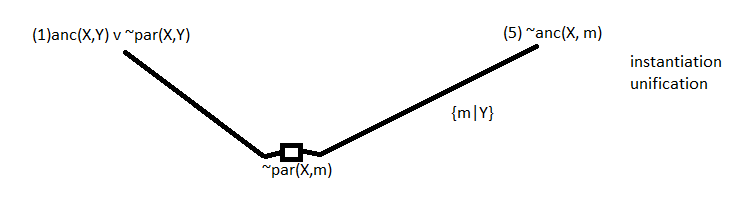 (1)anc(X,Y) v ~par(X,Y)
(5) ~anc(X, m)
instantiation
unification
{m|Y}
~par(X,m)